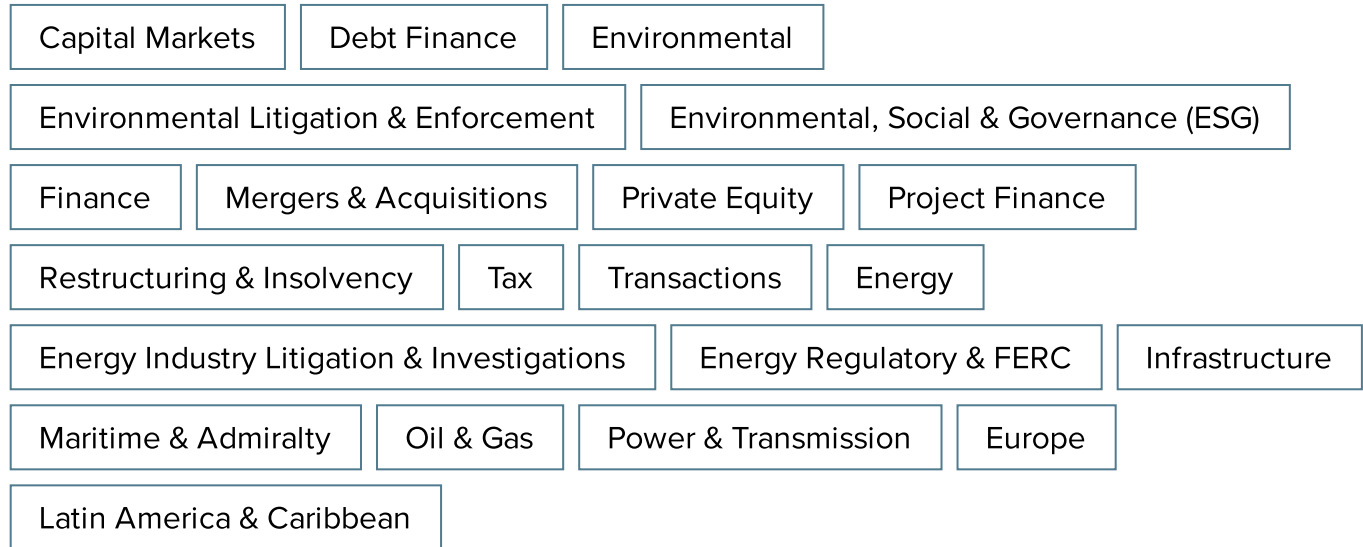 Capital Markets Debt Finance Environmental
Environmental Litigation & Enforcement Environmental, Social & Governance (ESG)
Finance Mergers & Acquisitions Private Equity Project Finance
Restructuring & Insolvency Tax Transactions Energy
Energy Industry Litigation & Investigations Energy Regulatory & FERC Infrastructure
Maritime & Admiralty Oil & Gas Power & Transmission Europe
Latin America & Caribbean